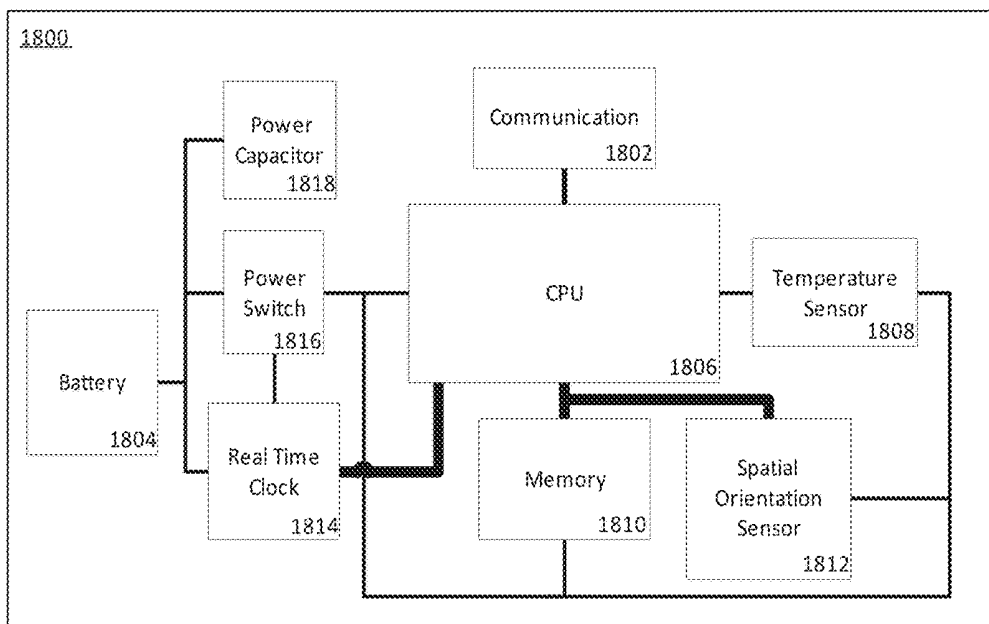 1800
Power
Capacitor
1818
Communication
1802
Power
Switch
1816
CPU
1806
Temperature
Sensor
1808
Battery
1804
Real Time
Clock
1814
Memory
1810
Spatial
Orientation
Sensor
1812